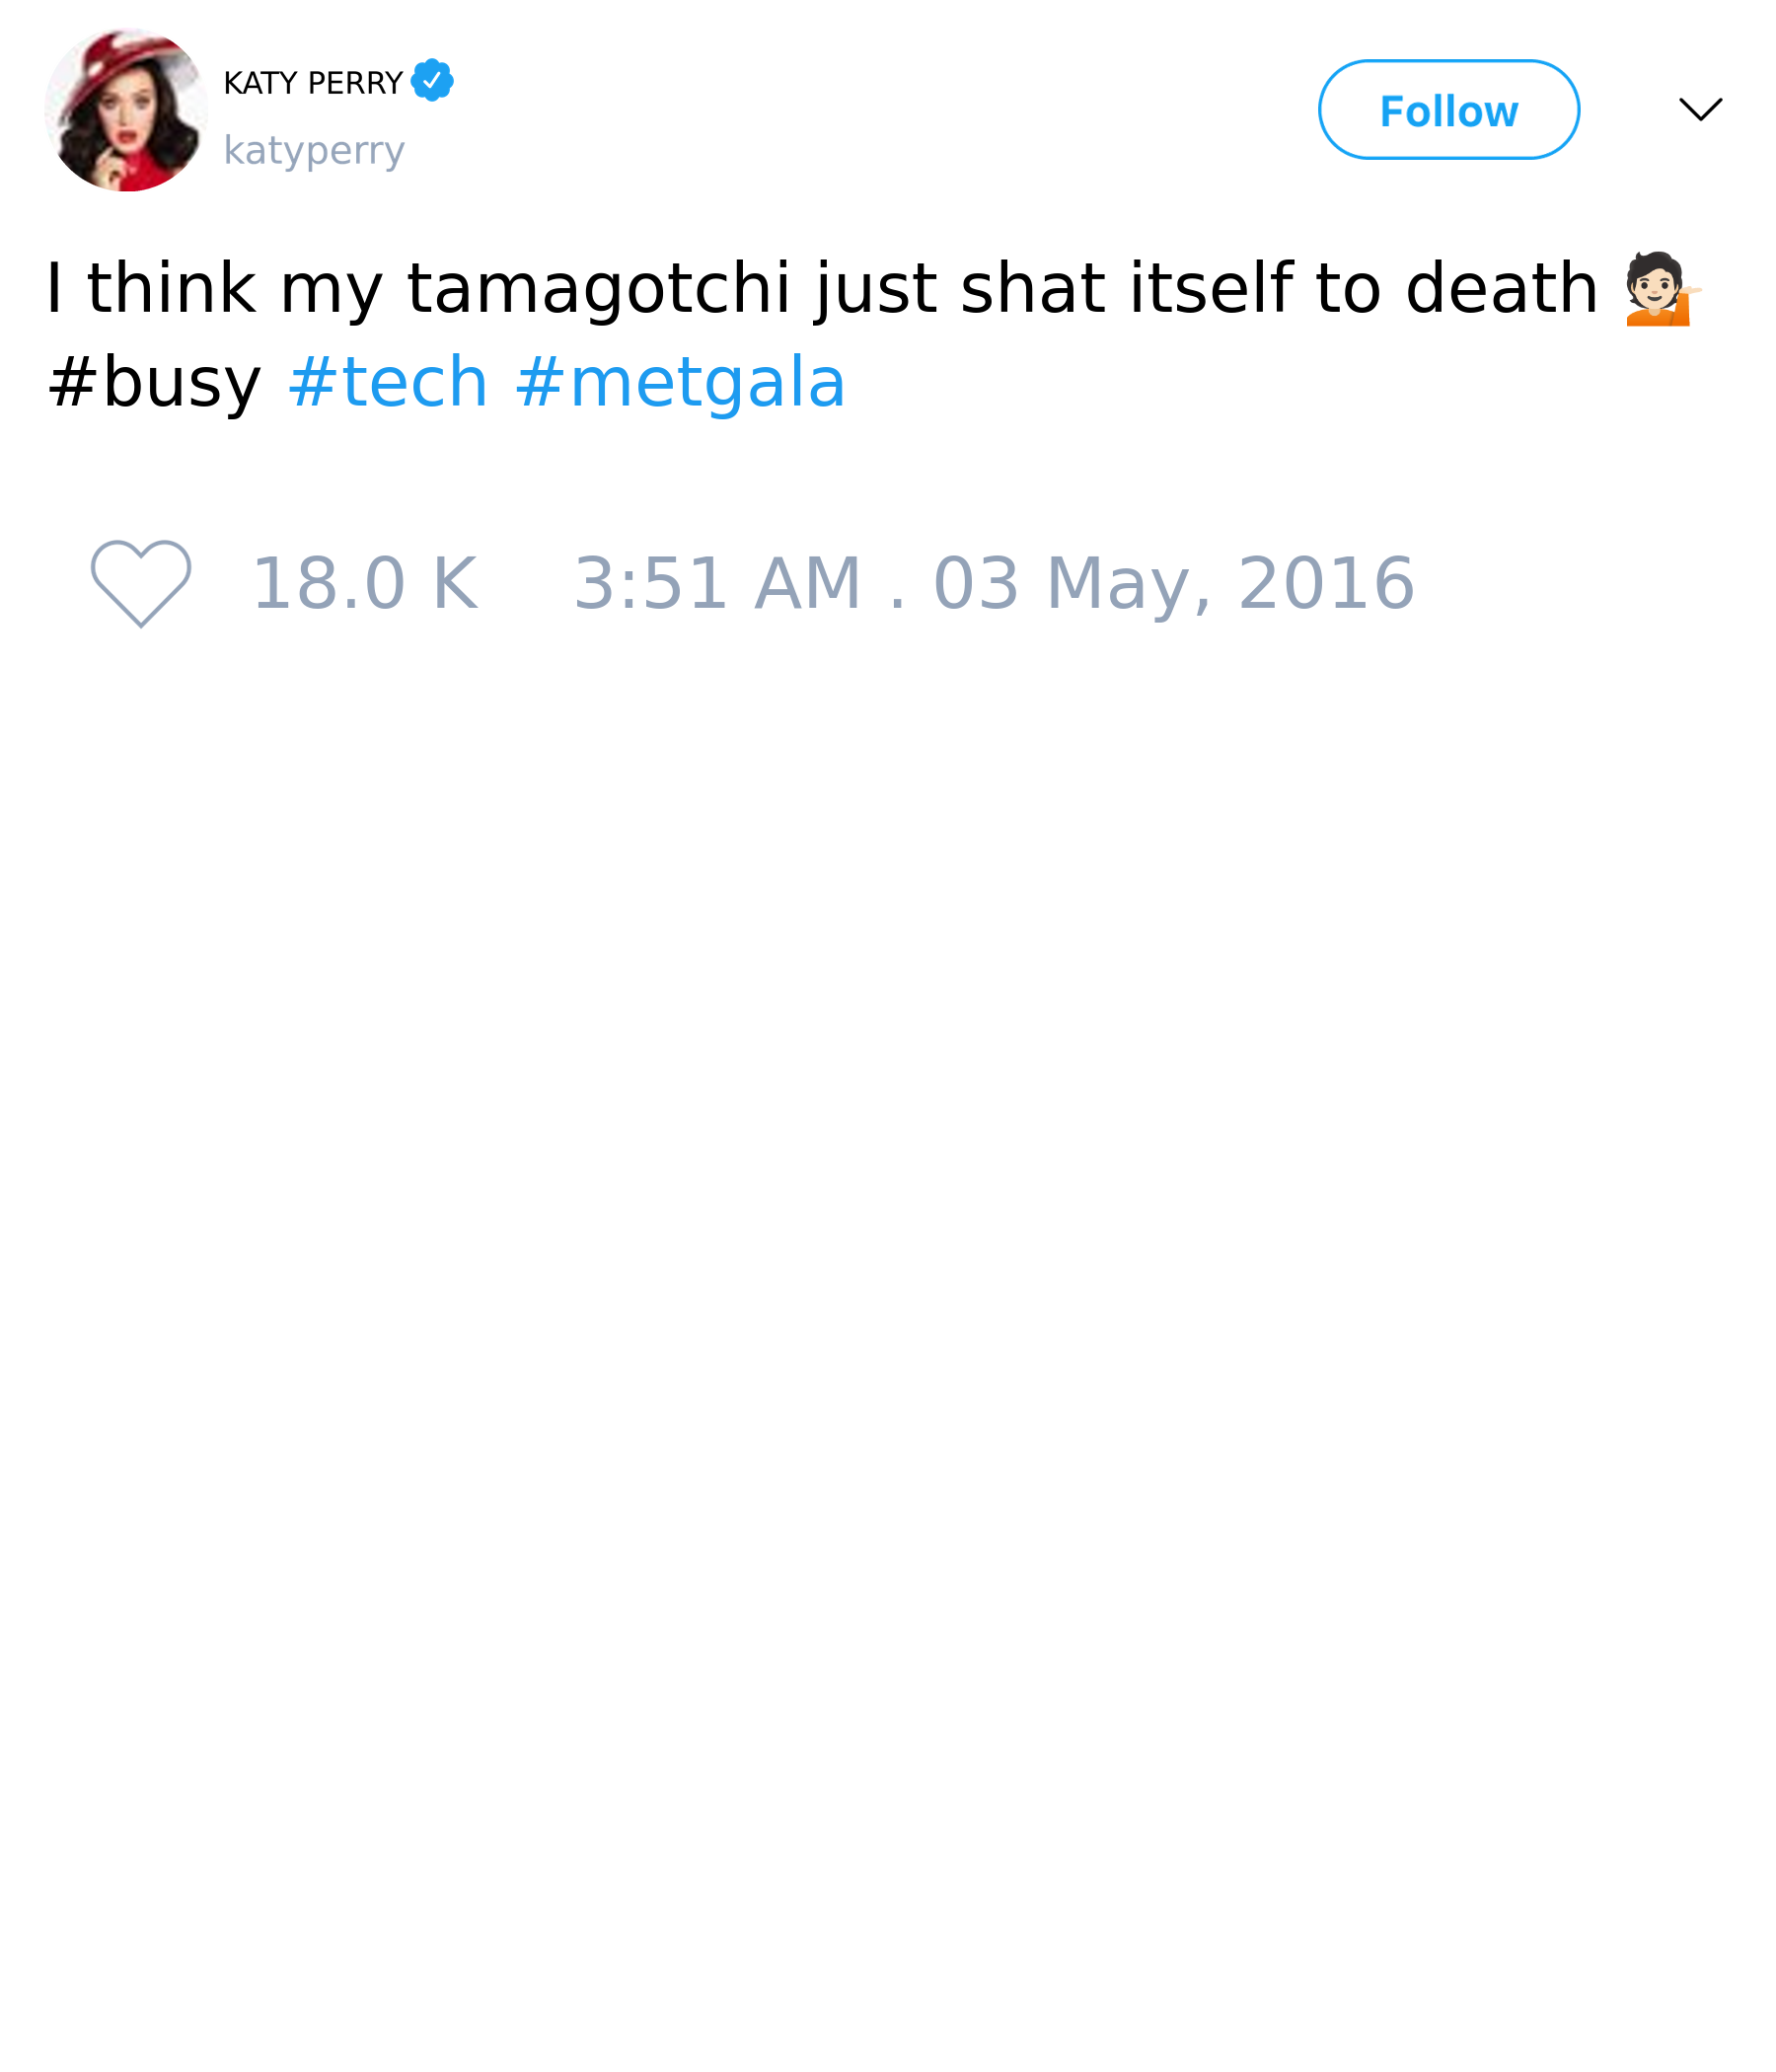 KATY PERRY
katyperry
Follow
I think my tamagotchi just shat itself to death 💁🏻
#busy #tech #metgala
18.0 K 3:51 AM . 03 May, 2016